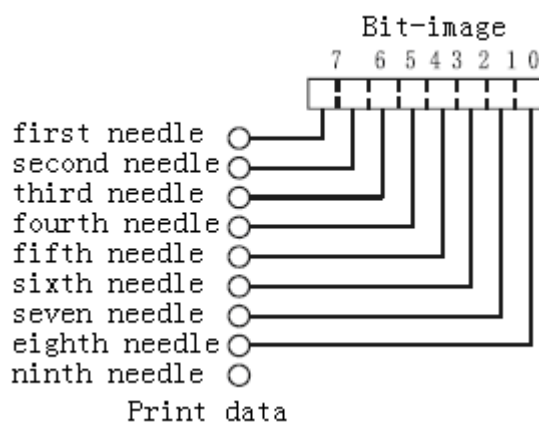 Bit-image
7 6 5 4 3 2 1 0
first needle
second needle
third needle
fourth needle
fifth needle
sixth needle
seven needle
eighth needle
ninth needle
Print data